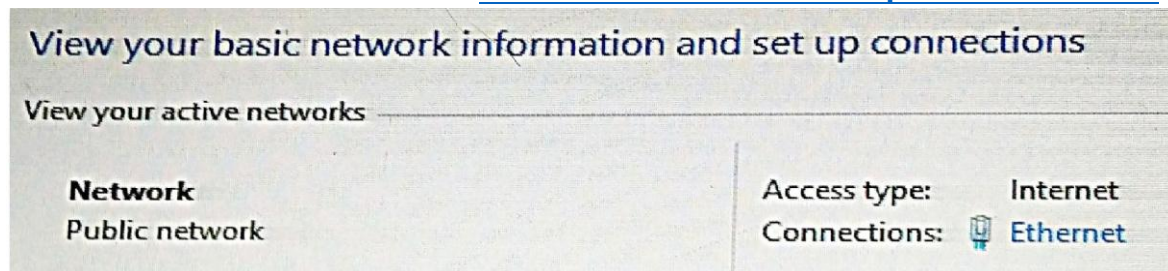 View your basic network information and set up connections
View your active networks
Network
Public network
Access type: Internet
Connections: Ethernet